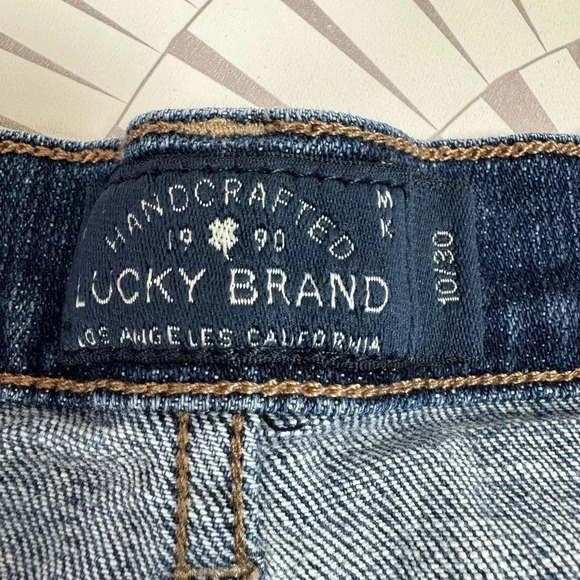 HANDCRAFTED
19 90
LUCKY BRAND
LOS ANGELES CALIFORNIA
MK
10/30